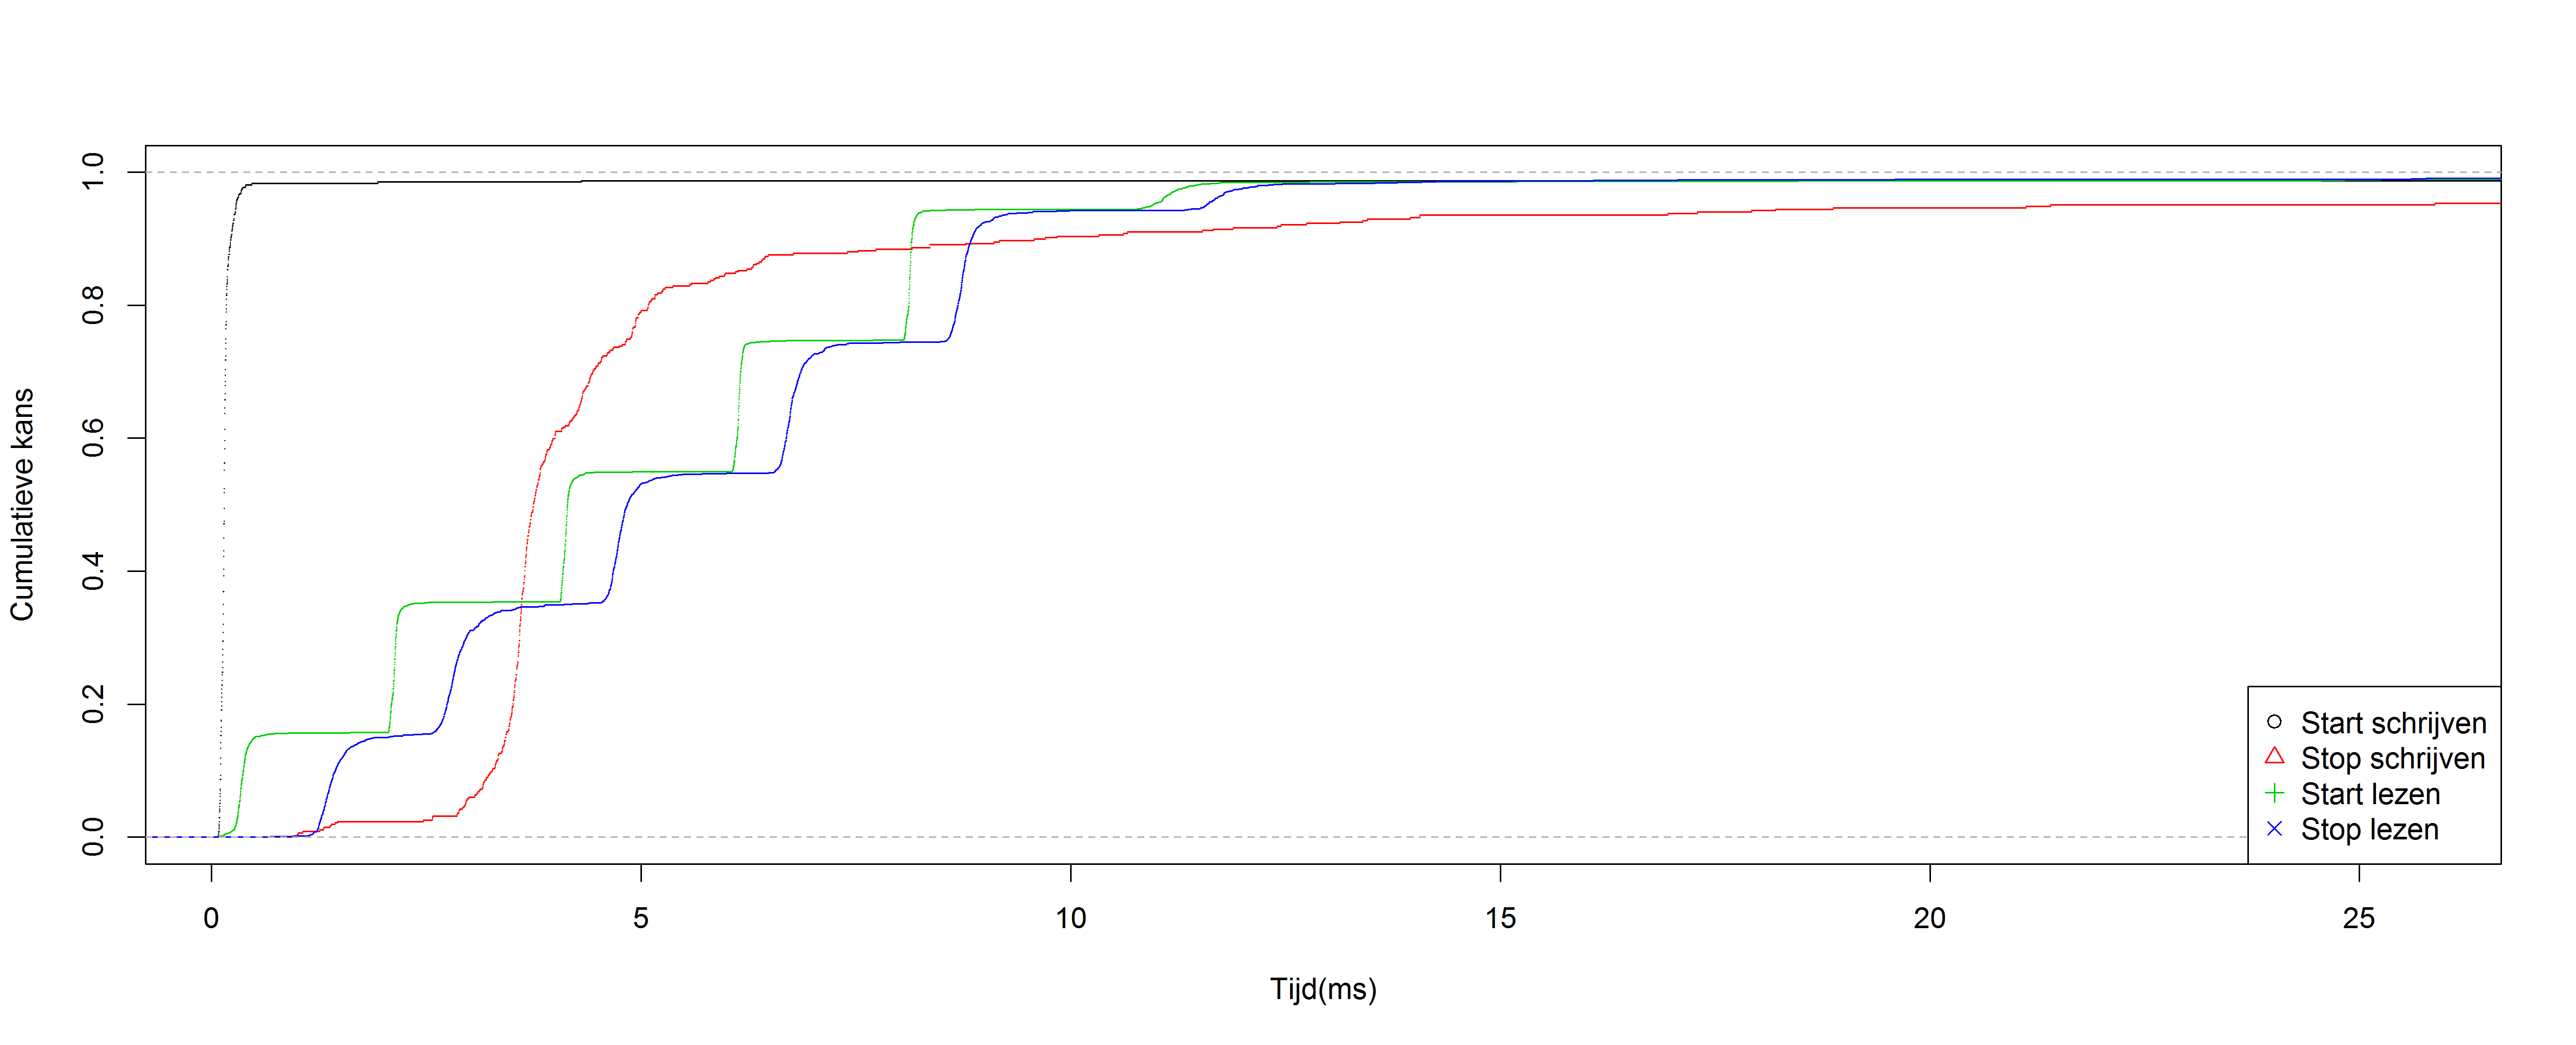 Cumulatieve kans
1.0
0.8
0.6
0.4
0.2
0.0
0 5 10 15 20 25
Tijd(ms)
Start schrijven
Stop schrijven
Start lezen
Stop lezen